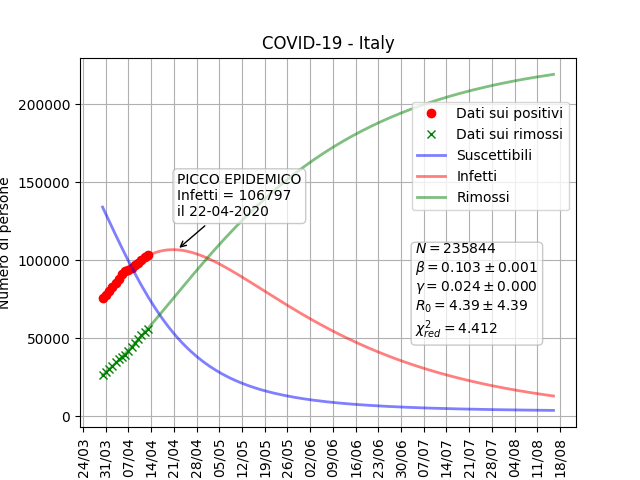 COVID-19 - Italy
Numero di persone
200000
150000
100000
50000
0
Dati sui positivi
Dati sui rimossi
Suscettibili
Infetti
Rimossi
PICCO EPIDEMICO
Infetti = 106797
il 22-04-2020
N = 235844
β = 0.103 ± 0.001
γ = 0.024 ± 0.000
R₀ = 4.39 ± 4.39
χ²red = 4.412
24/03
31/03
07/04
14/04
21/04
28/04
05/05
12/05
19/05
26/05
02/06
09/06
16/06
23/06
30/06
07/07
14/07
21/07
28/07
04/08
11/08
18/08